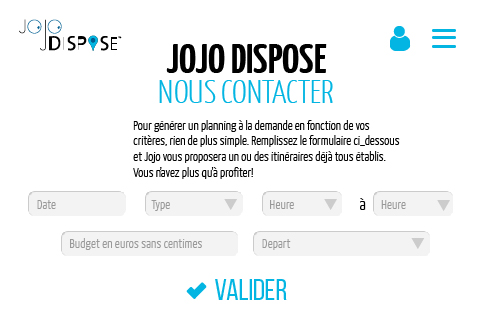 JOJO
DISPOSE
JOJO DISPOSE
NOUS CONTACTER
Pour générer un planning à la demande en fonction de vos
critères, rien de plus simple. Remplissez le formulaire ci_dessous
et Jojo vous proposera un ou des itinéraires déjà tous établis.
Vous n'avez plus qu'à profiter!
Date Type Heure à Heure
Budget en euros sans centimes Depart
VALIDER